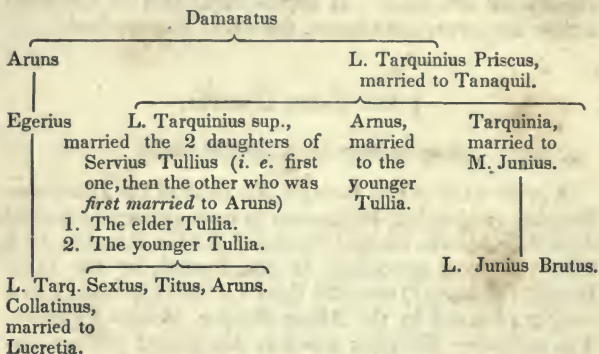 Damaratus
Aruns
L. Tarquinius Priscus,
married to Tanaquil.
Egerius
L. Tarquinius sup.,
married the 2 daughters of
Servius Tullius (i. e. first
one, then the other who was
first married to Aruns)
1. The elder Tullia.
2. The younger Tullia.
Arnus,
married
to the
younger
Tullia.
Tarquinia,
married to
M. Junius.
L. Tarq.
Collatinus,
married to
Lucretia.
Sextus, Titus, Aruns.
L. Junius Brutus.